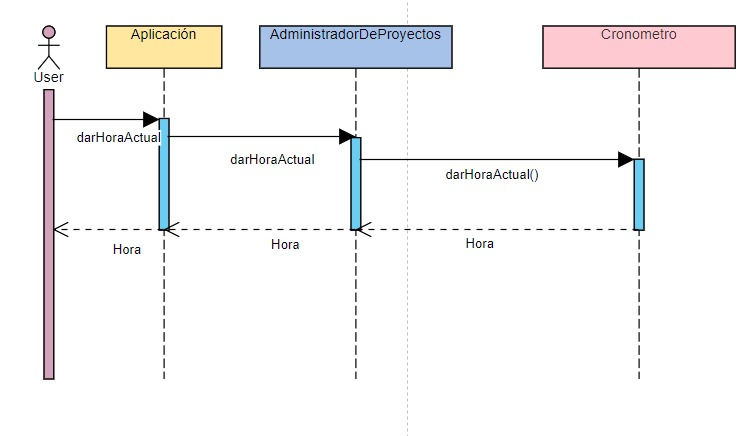 Aplicación
AdministradorDeProyectos
Cronometro
User
darHoraActual
darHoraActual
darHoraActual()
Hora
Hora
Hora